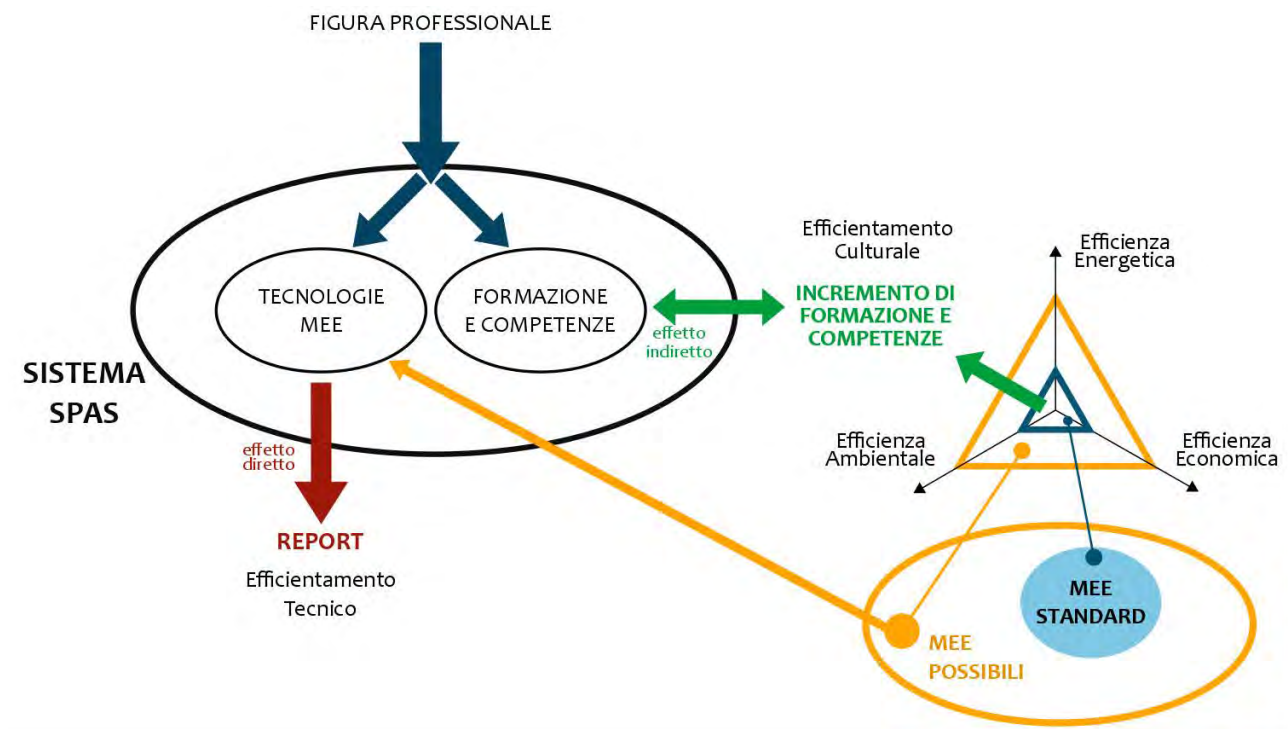 FIGURA PROFESSIONALE
TECNOLOGIE
MEE
FORMAZIONE
E COMPETENZE
SISTEMA
SPAS
effetto
diretto
REPORT
Efficientamento
Tecnico
effetto
indiretto
Efficientamento
Culturale
INCREMENTO DI
FORMAZIONE E
COMPETENZE
Efficienza
Energetica
Efficienza
Ambientale
Efficienza
Economica
MEE
STANDARD
MEE
POSSIBILI